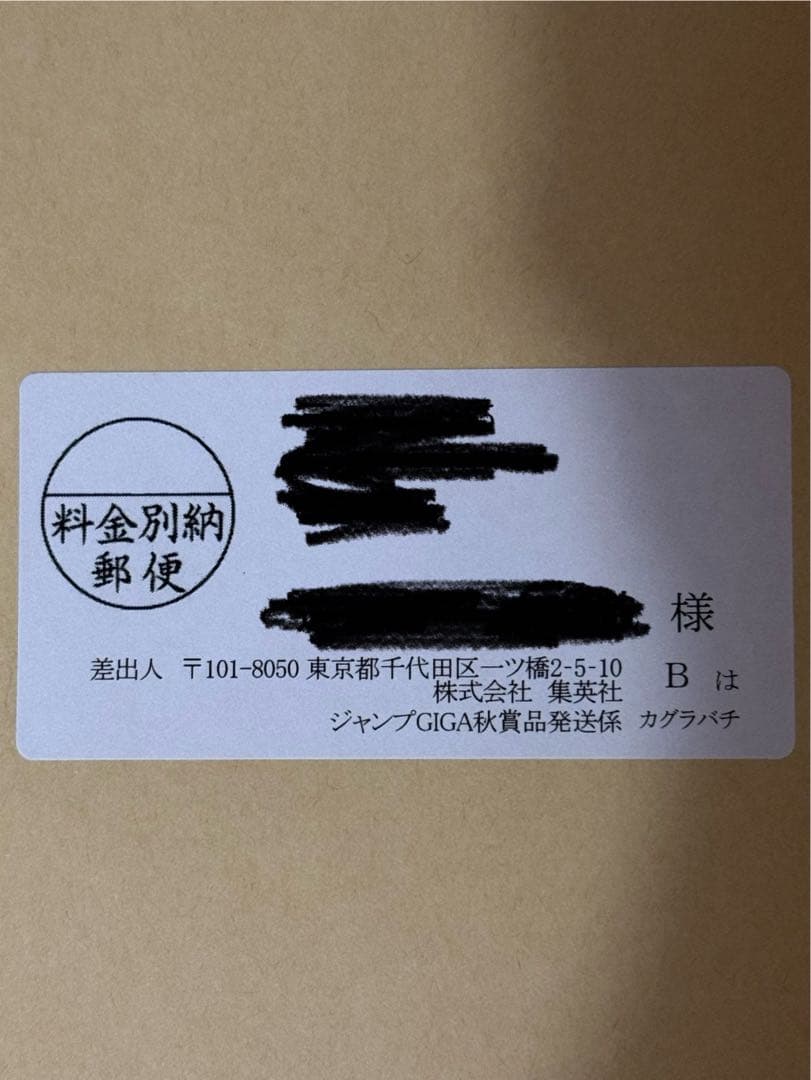 料金別納
郵便
様
差出人 〒101-8050 東京都千代田区一ツ橋2-5-10
株式会社 集英社
B は
ジャンプGIGA秋賞品発送係 カグラバチ